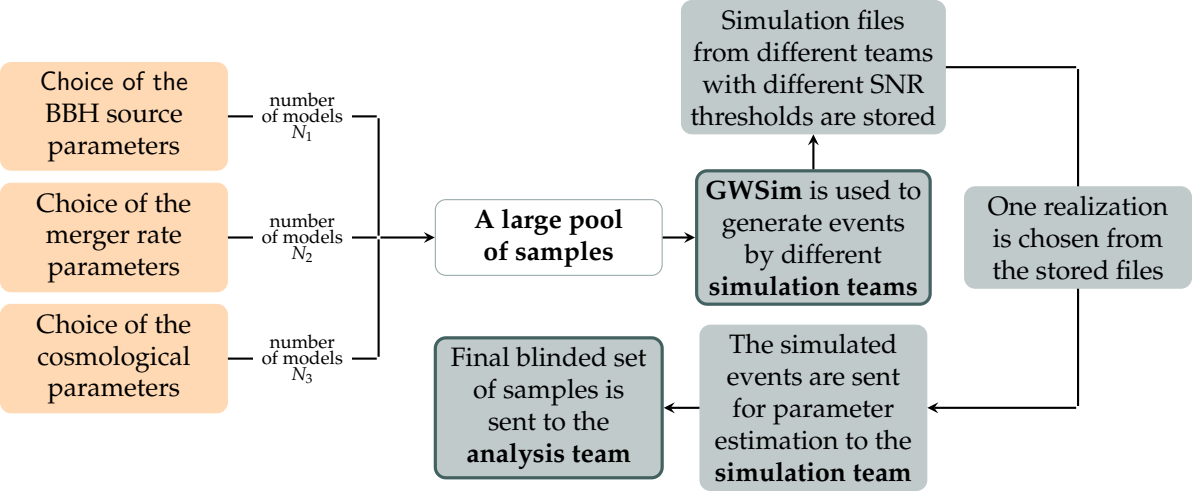 Choice of the
BBH source
parameters
number
of models
N₁
Choice of the
merger rate
parameters
number
of models
N₂
Choice of the
cosmological
parameters
number
of models
N₃
A large pool
of samples
GWSim is used to
generate events
by different
simulation teams
Simulation files
from different teams
with different SNR
thresholds are stored
One realization
is chosen from
the stored files
The simulated
events are sent
for parameter
estimation to the
simulation team
Final blinded set
of samples is
sent to the
analysis team